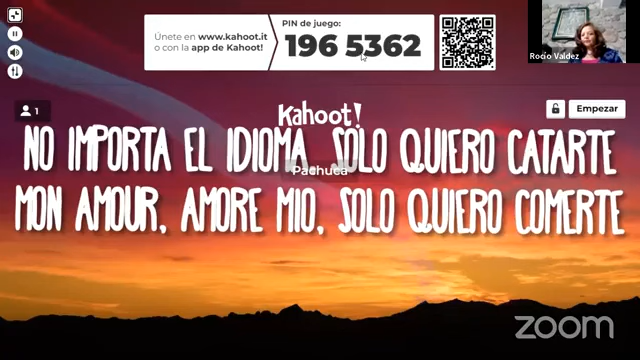 Únete en www.kahoot.it
o con la app de Kahoot!
PIN de juego:
196 5362
Rocío Valdez
1
Kahoot!
Empezar
NO IMPORTA EL IDIOMA, SOLO QUIERO CATARTE
Pachuca
MON AMOUR, AMORE MIO, SOLO QUIERO COMERTE
zoom